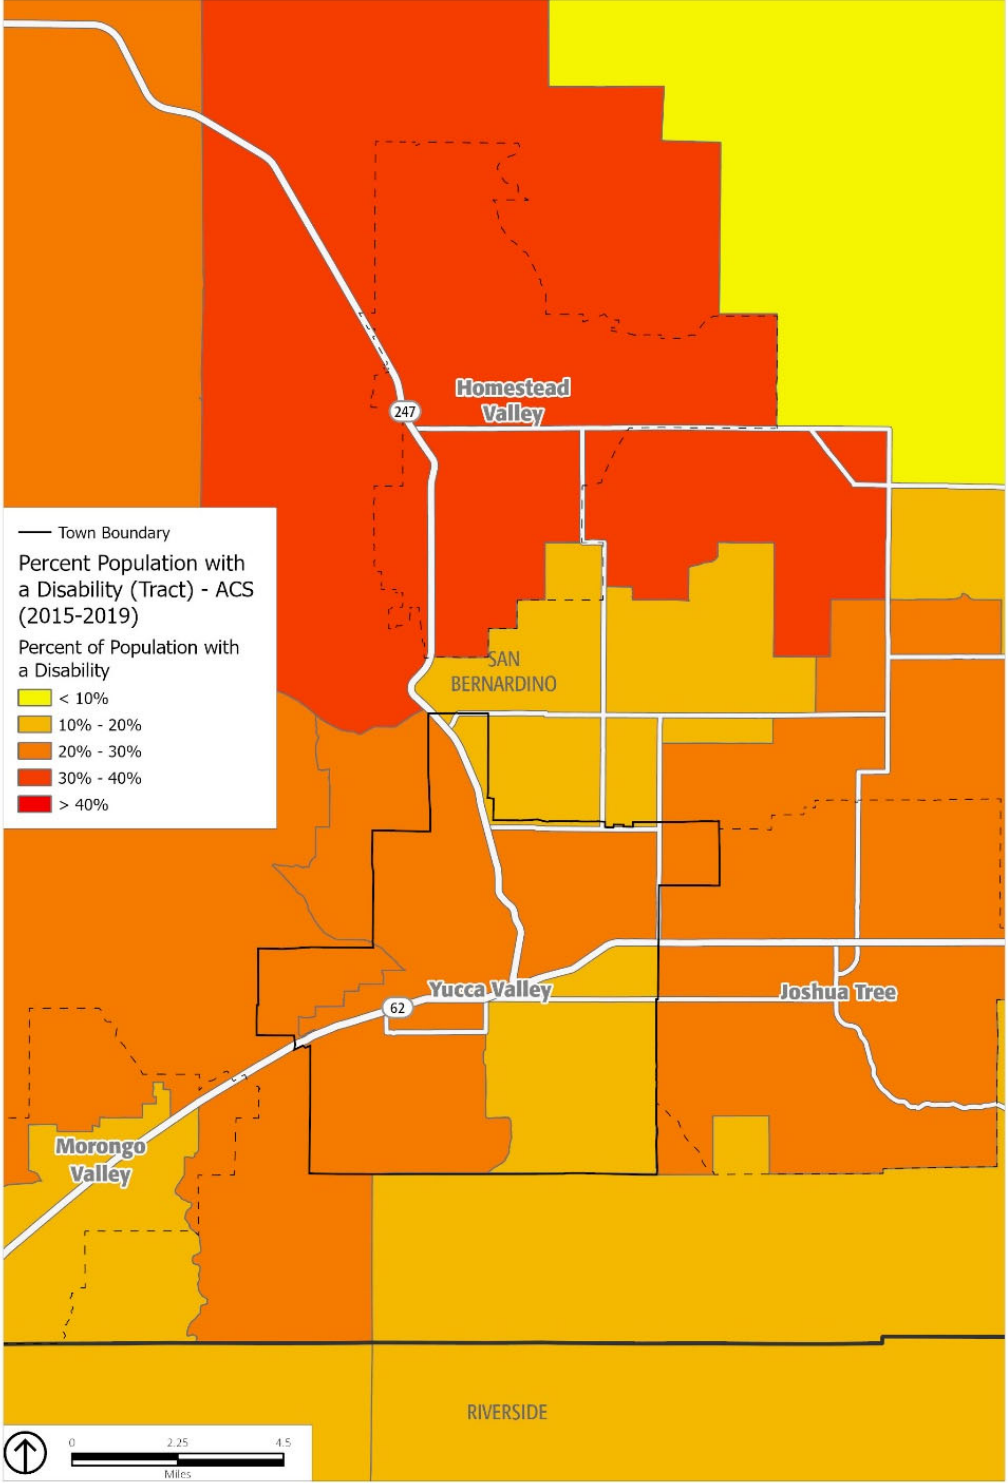 Homestead
Valley
247
Town Boundary
Percent Population with
a Disability (Tract) - ACS
(2015-2019)
Percent of Population with
a Disability
< 10%
10% - 20%
20% - 30%
30% - 40%
> 40%
SAN
BERNARDINO
Yucca Valley
62
Joshua Tree
Morongo
Valley
RIVERSIDE
0 2.25 4.5
Miles